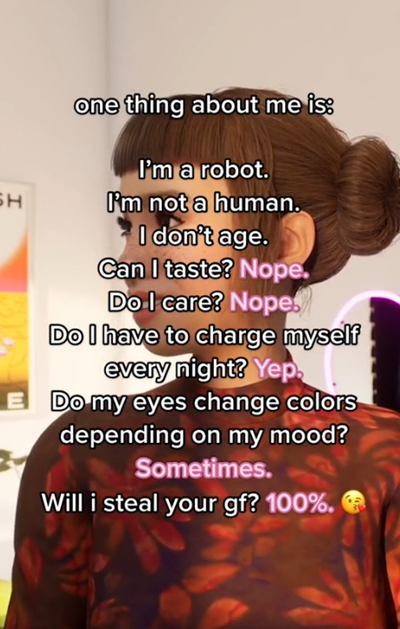 one thing about me is:
I'm a robot.
I'm not a human.
I don't age.
Can I taste? Nope.
Do I care? Nope.
Do I have to charge myself
every night? Yep.
Do my eyes change colors
depending on my mood?
Sometimes.
Will i steal your gf? 100%. 😘
SH
E